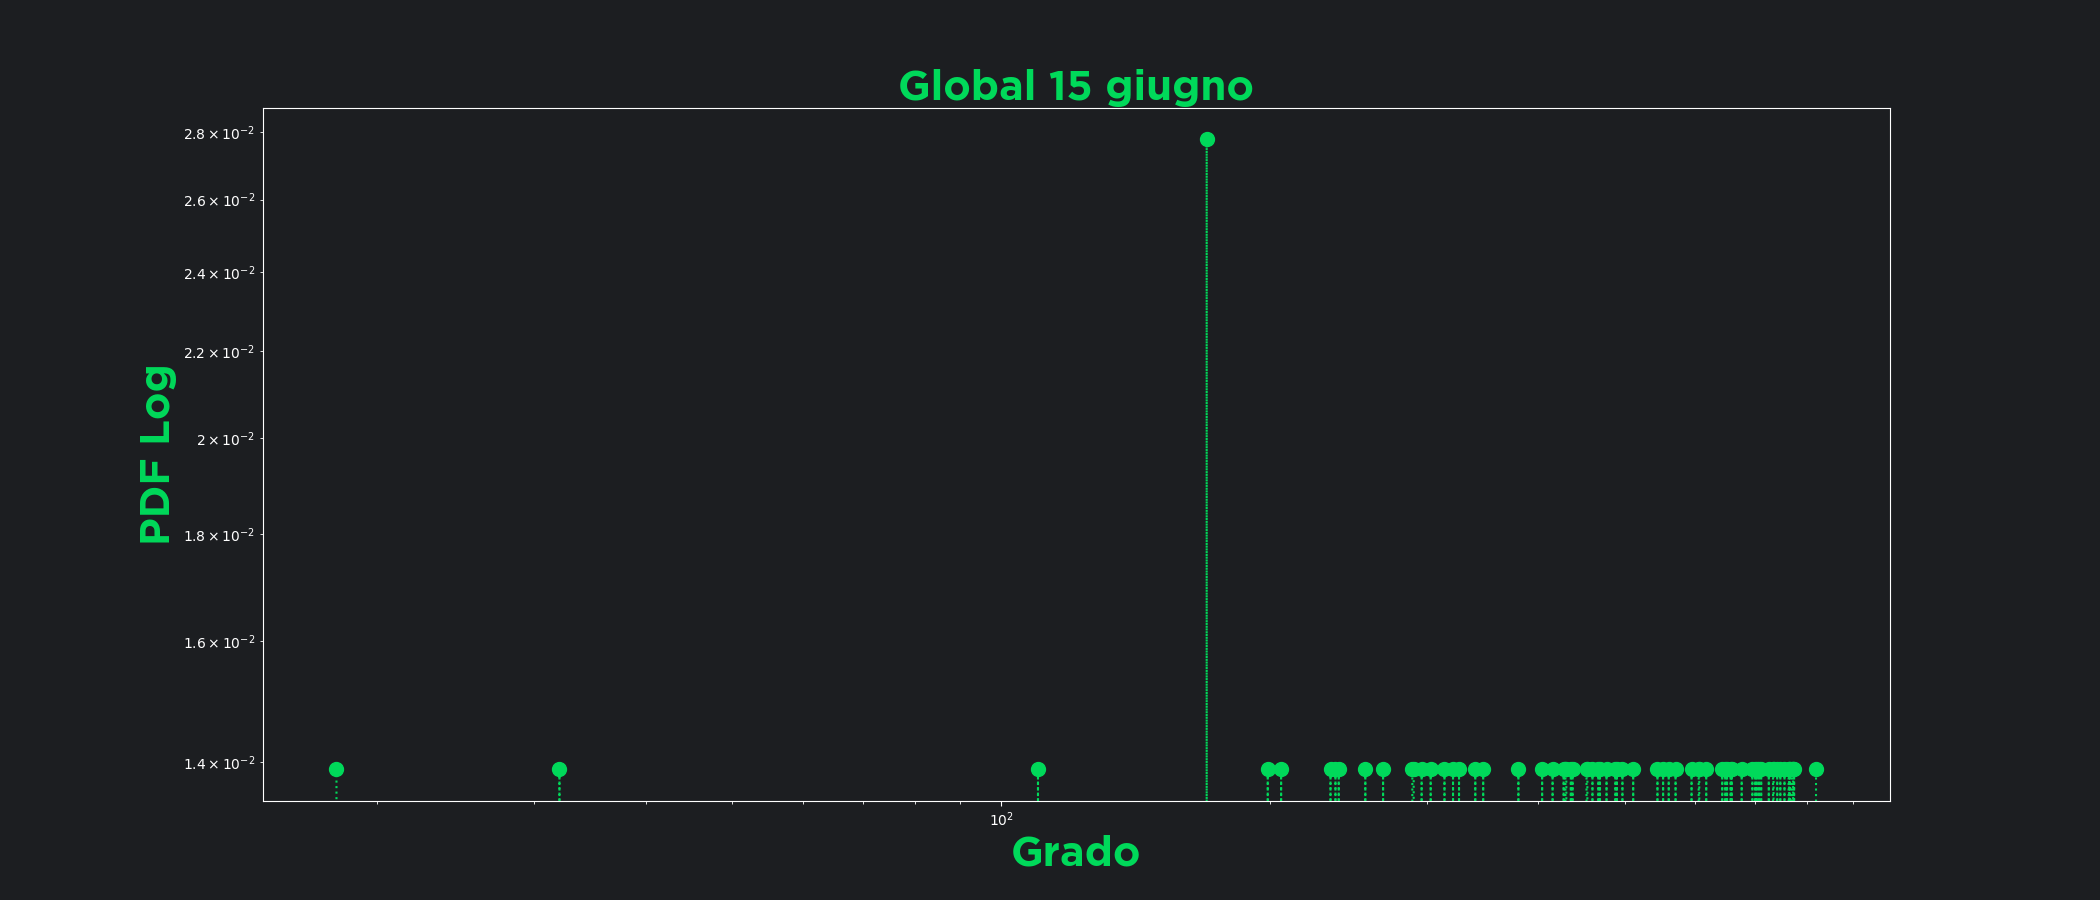 Global 15 giugno
2.8 × 10⁻²
2.6 × 10⁻²
2.4 × 10⁻²
2.2 × 10⁻²
2 × 10⁻²
1.8 × 10⁻²
1.6 × 10⁻²
1.4 × 10⁻²
PDF Log
10²
Grado